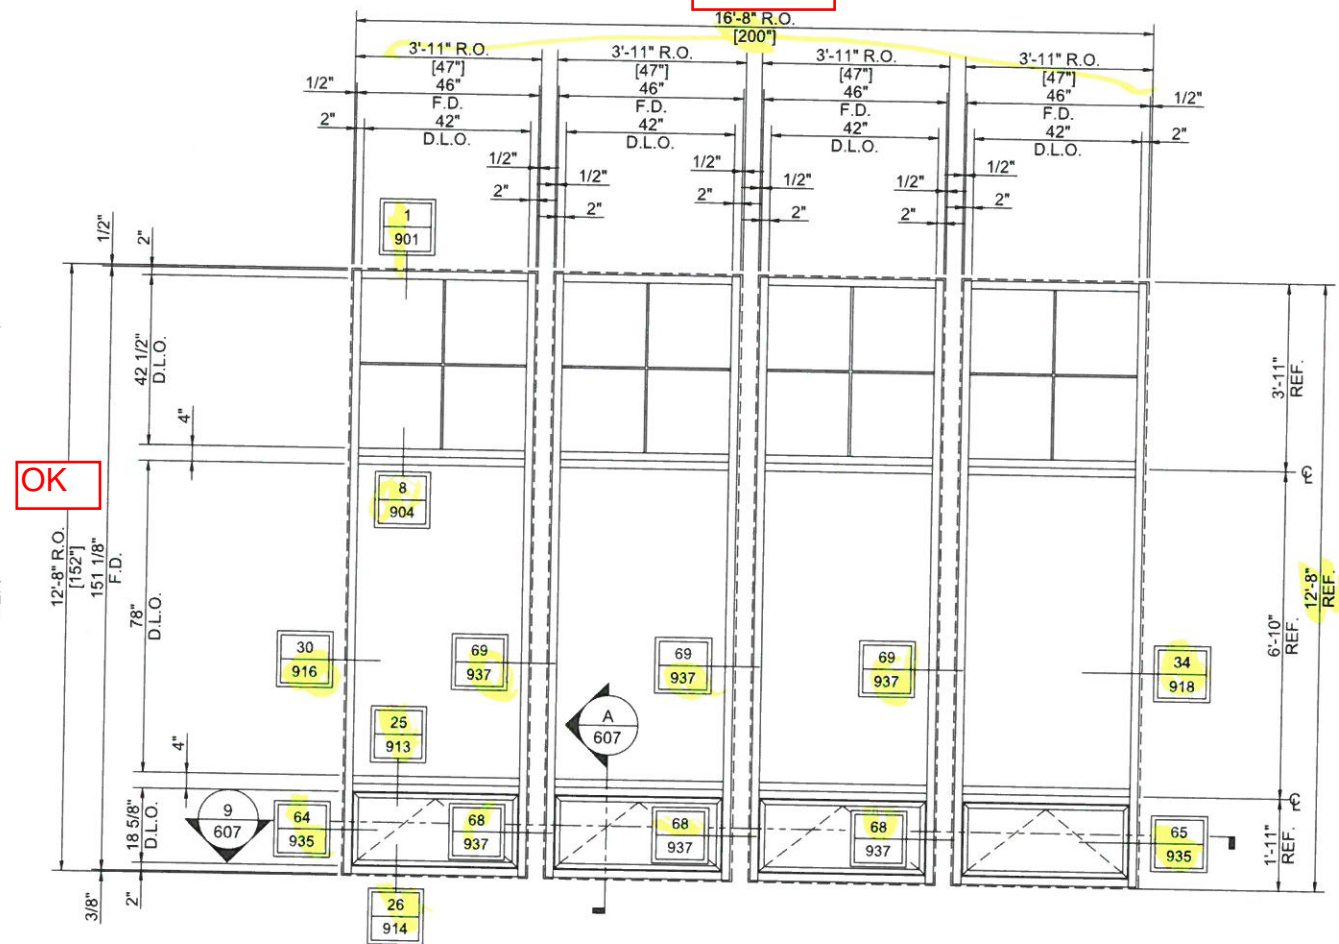 16'-8" R.O.
[200"]
3'-11" R.O. 3'-11" R.O. 3'-11" R.O. 3'-11" R.O.
[47"] [47"] [47"] [47"]
1/2" 46" 46" 46" 46" 1/2"
F.D. F.D. F.D. F.D.
2" 42" 42" 42" 42" 2"
D.L.O. D.L.O. D.L.O. D.L.O.
1/2" 1/2" 1/2" 1/2" 1/2" 1/2"
2" 2" 2" 2" 2" 2"
1
901
1/2"
2"
42 1/2"
D.L.O.
4"
3'-11"
REF.
OK
8
904
12'-8" R.O.
[152"]
151 1/8"
F.D.
78"
D.L.O.
6'-10"
REF.
12'-8"
REF.
30
916
69
937
69
937
69
937
34
918
25
913
A
607
4"
18 5/8"
D.L.O.
9
607
64
935
68
937
68
937
68
937
65
935
1'-11"
REF.
3/8"
2"
26
914